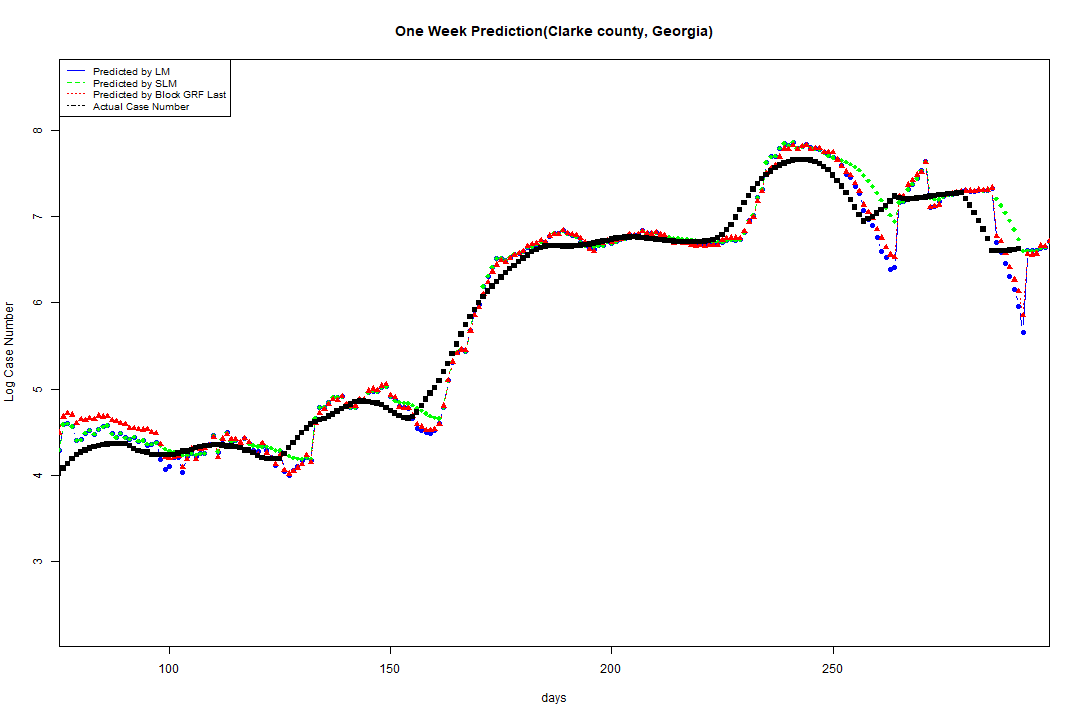 One Week Prediction(Clarke county, Georgia)
Predicted by LM
Predicted by SLM
Predicted by Block GRF Last
Actual Case Number
8
7
6
5
4
3
Log Case Number
100 150 200 250
days